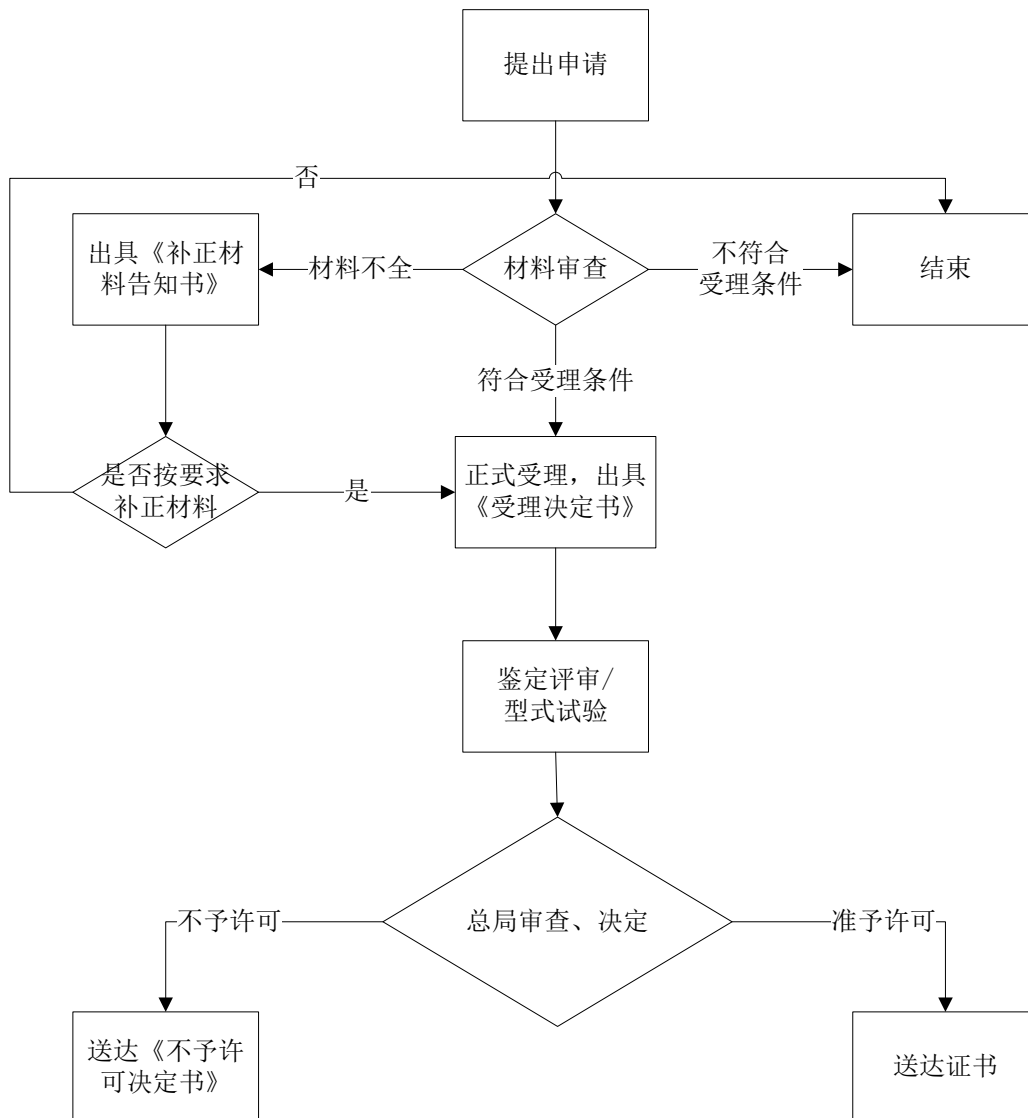 提出申请
否
出具《补正材
料告知书》
材料不全
材料审查
不符合
受理条件
结束
符合受理条件
是否按要求
补正材料
是
正式受理，出具
《受理决定书》
鉴定评审/
型式试验
不予许可
总局审查、决定
准予许可
送达《不予许
可决定书》
送达证书